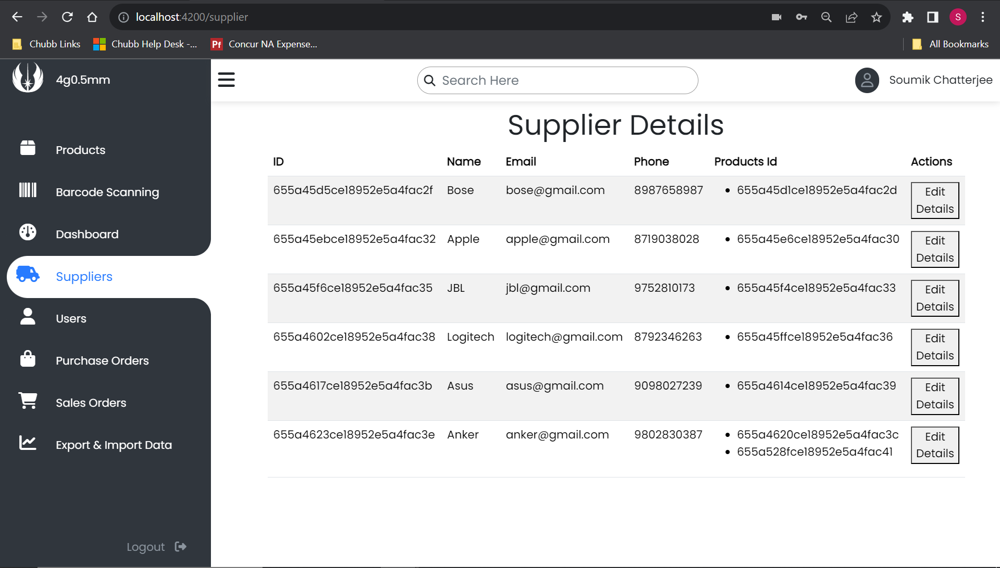 localhost:4200/supplier
S
Chubb Links
Chubb Help Desk -...
Pf Concur NA Expense...
All Bookmarks
4g0.5mm
Search Here
Soumik Chatterjee
Products
Barcode Scanning
Dashboard
Suppliers
Users
Purchase Orders
Sales Orders
Export & Import Data
Logout
Supplier Details
ID Name Email Phone Products Id Actions
655a45d5ce18952e5a4fac2f Bose bose@gmail.com 8987658987 • 655a45d1ce18952e5a4fac2d Edit
Details
655a45ebce18952e5a4fac32 Apple apple@gmail.com 8719038028 • 655a45e6ce18952e5a4fac30 Edit
Details
655a45f6ce18952e5a4fac35 JBL jbl@gmail.com 9752810173 • 655a45f4ce18952e5a4fac33 Edit
Details
655a4602ce18952e5a4fac38 Logitech logitech@gmail.com 8792346263 • 655a45ffce18952e5a4fac36 Edit
Details
655a4617ce18952e5a4fac3b Asus asus@gmail.com 9098027239 • 655a4614ce18952e5a4fac39 Edit
Details
655a4623ce18952e5a4fac3e Anker anker@gmail.com 9802830387 • 655a4620ce18952e5a4fac3c Edit
• 655a528fce18952e5a4fac41 Details